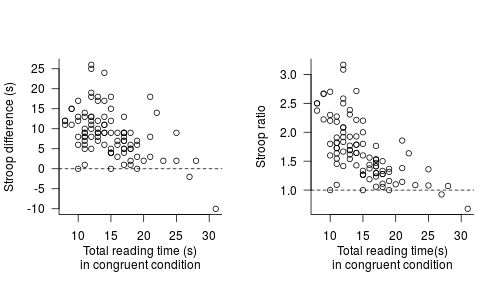 Stroop difference (s)
25
20
15
10
5
0
-5
-10
10 15 20 25 30
Total reading time (s)
in congruent condition
Stroop ratio
3.0
2.5
2.0
1.5
1.0
10 15 20 25 30
Total reading time(s)
in congruent condition